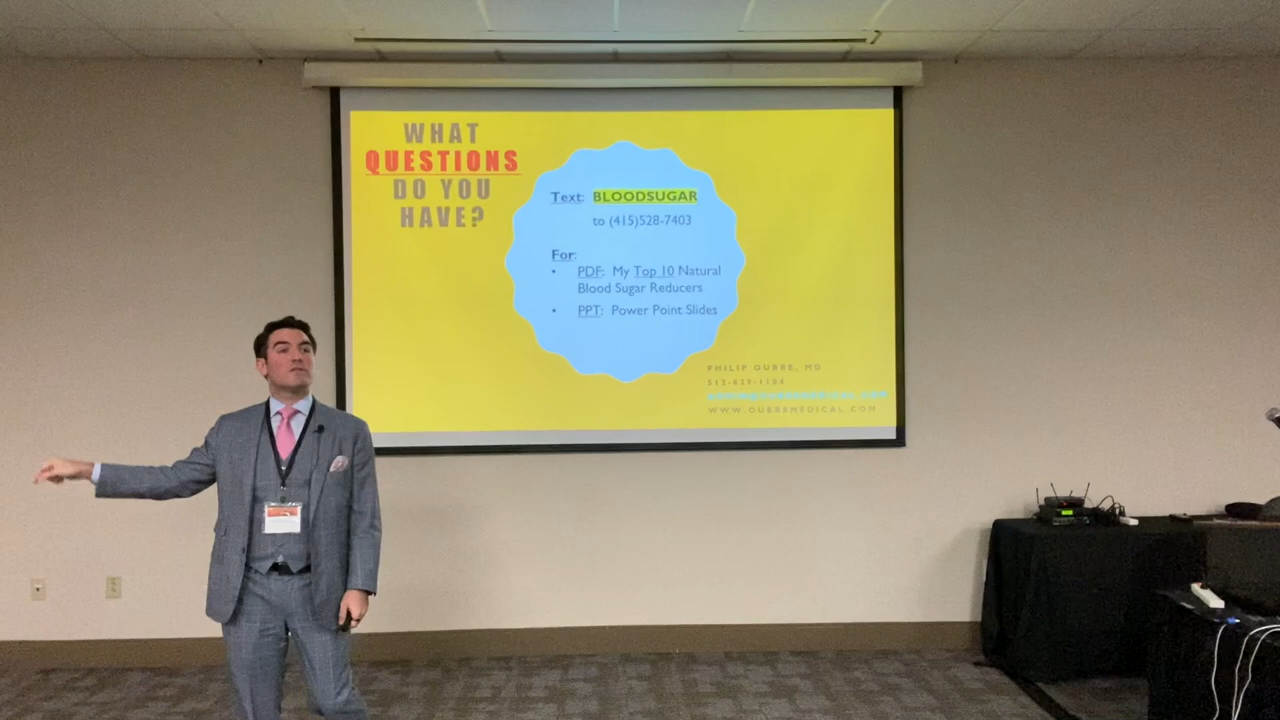 WHAT
QUESTIONS
DO YOU
HAVE?
Text: BLOODSUGAR
to (415)528-7403
For:
• PDF: My Top 10 Natural
Blood Sugar Reducers
• PPT: Power Point Slides
PHILIP OUBRE, MD
WWW.OUBREMEDICAL.COM